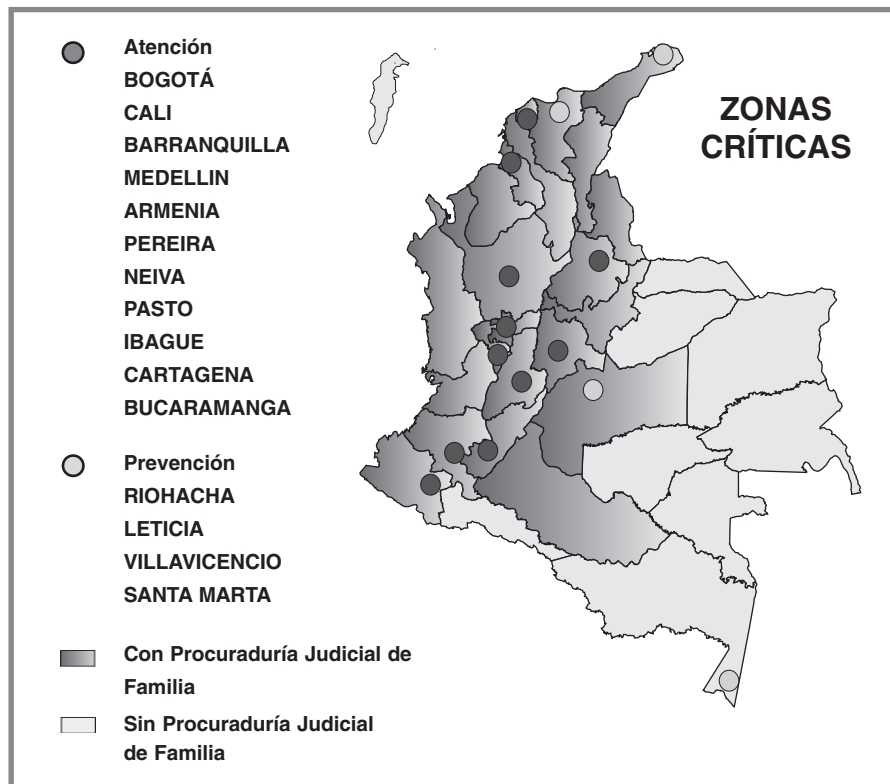 Atención
BOGOTÁ
CALI
BARRANQUILLA
MEDELLIN
ARMENIA
PEREIRA
NEIVA
PASTO
IBAGUE
CARTAGENA
BUCARAMANGA
Prevención
RIOHACHA
LETICIA
VILLAVICENCIO
SANTA MARTA
Con Procuraduría Judicial de
Familia
Sin Procuraduría Judicial
de Familia
ZONAS
CRÍTICAS